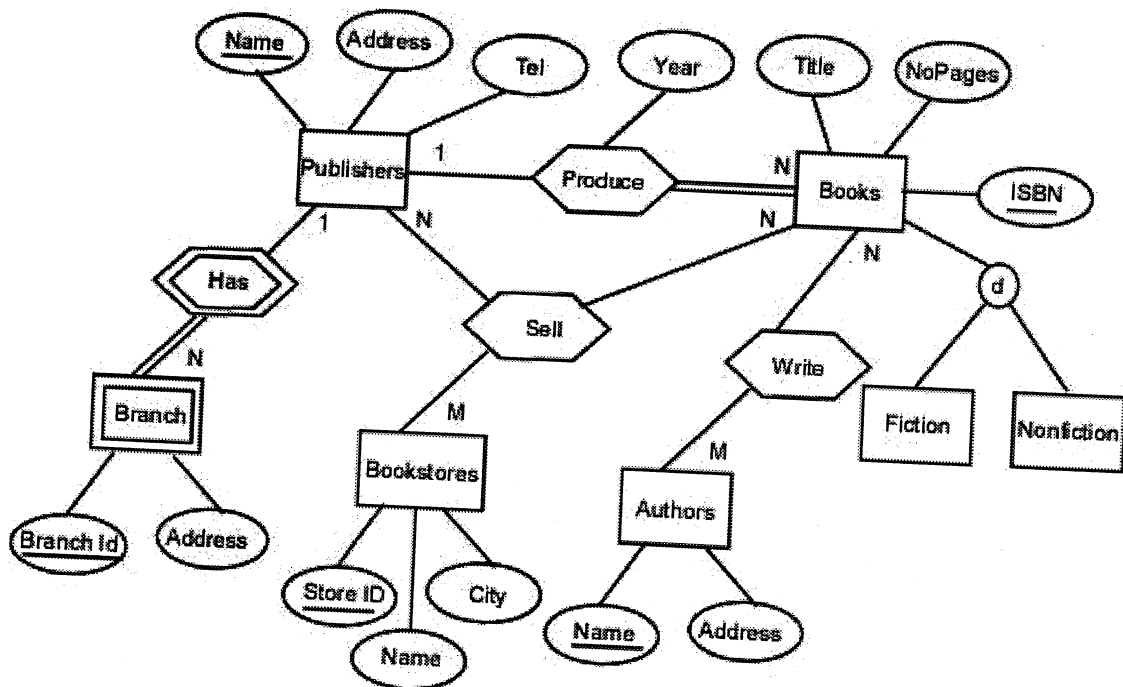 Name
Address
Tel
Year
Title
NoPages
Publishers
1
Produce
N
Books
ISBN
1
N
N
N
Has
d
Sell
Write
N
Branch
M
Bookstores
Fiction
Nonfiction
M
Authors
Branch Id
Address
Store ID
City
Name
Name
Address